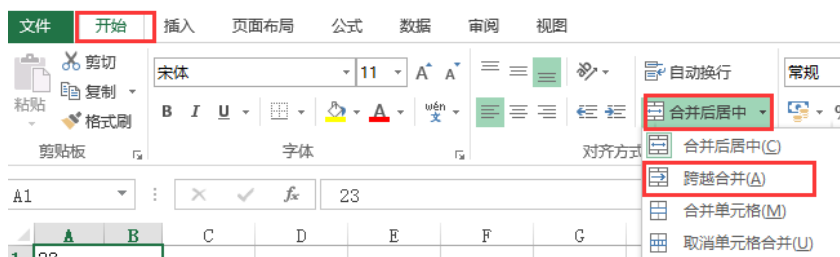 文件 开始 插入 页面布局 公式 数据 审阅 视图
剪切
宋体 11 A A 自动换行 常规
复制
粘贴 B I U A wén 文 合并后居中 %
格式刷
剪贴板 字体 对齐方式
合并后居中(C)
跨越合并(A)
A1 fx 23
合并单元格(M)
A B C D E F G
取消单元格合并(U)
1 23